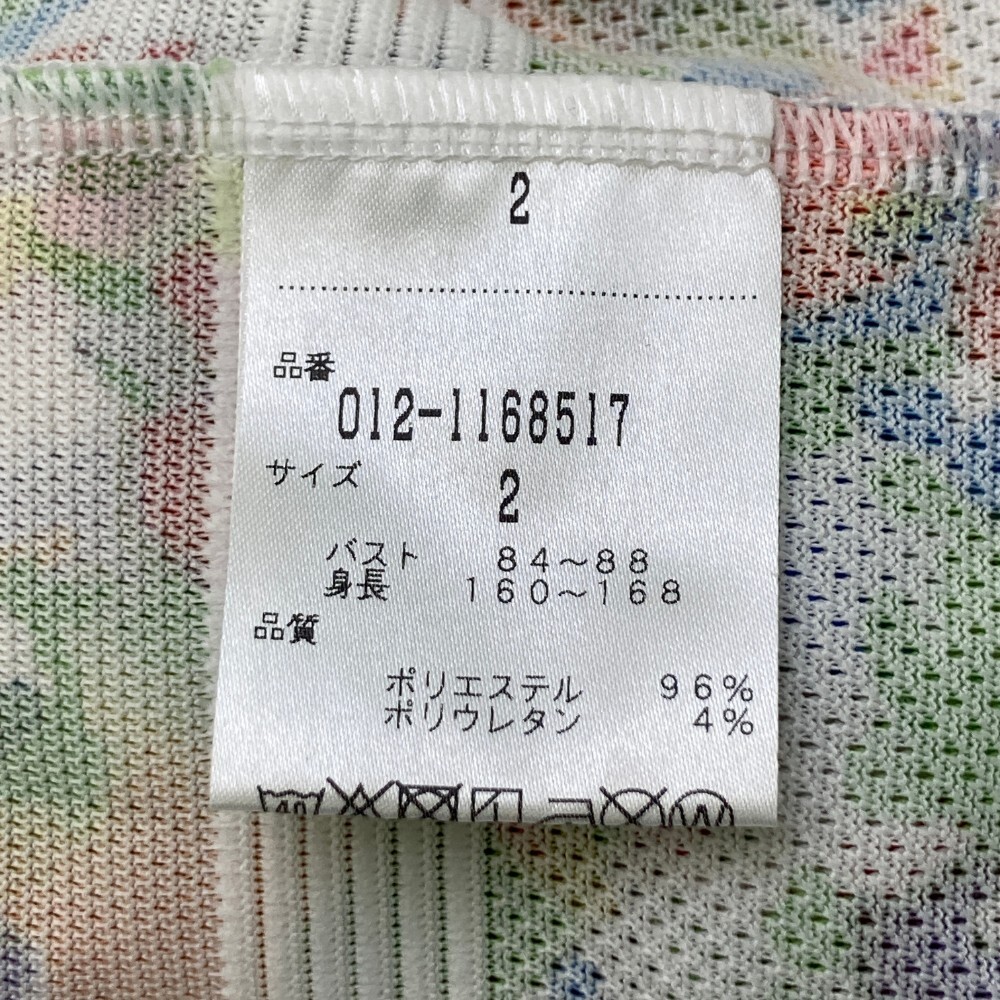 2
品番
012-1168517
サイズ
2
バスト 84～88
身長 160～168
品質
ポリエステル 96%
ポリウレタン 4%
40
W